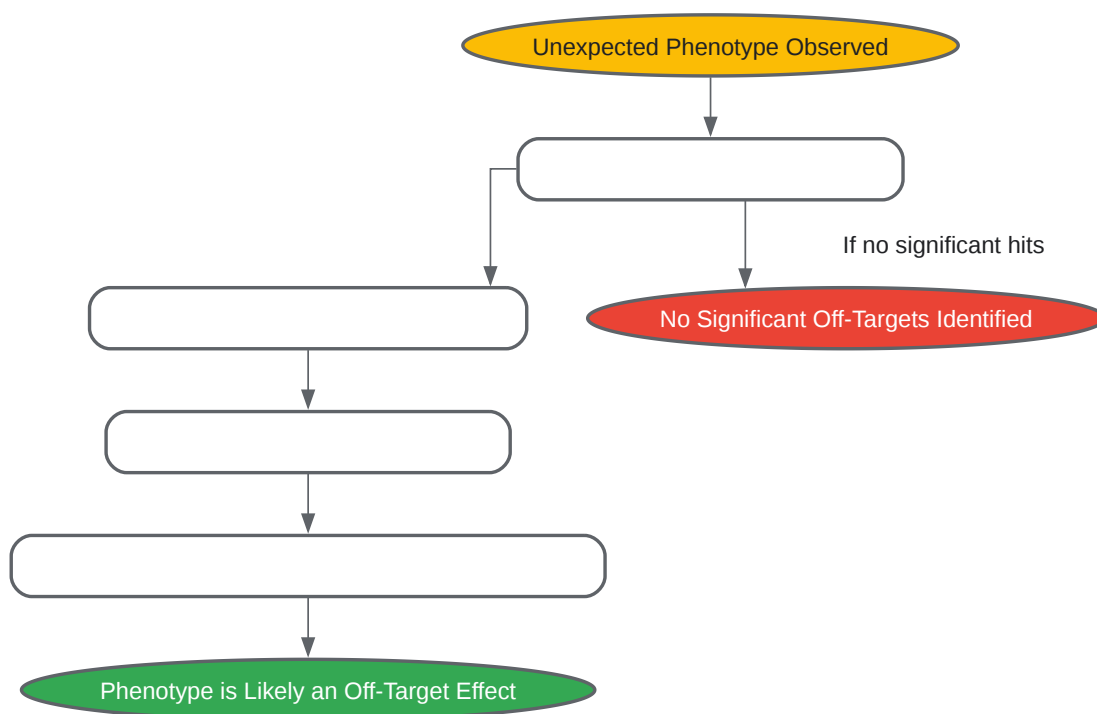 Unexpected Phenotype Observed
If no significant hits
No Significant Off-Targets Identified
Phenotype is Likely an Off-Target Effect